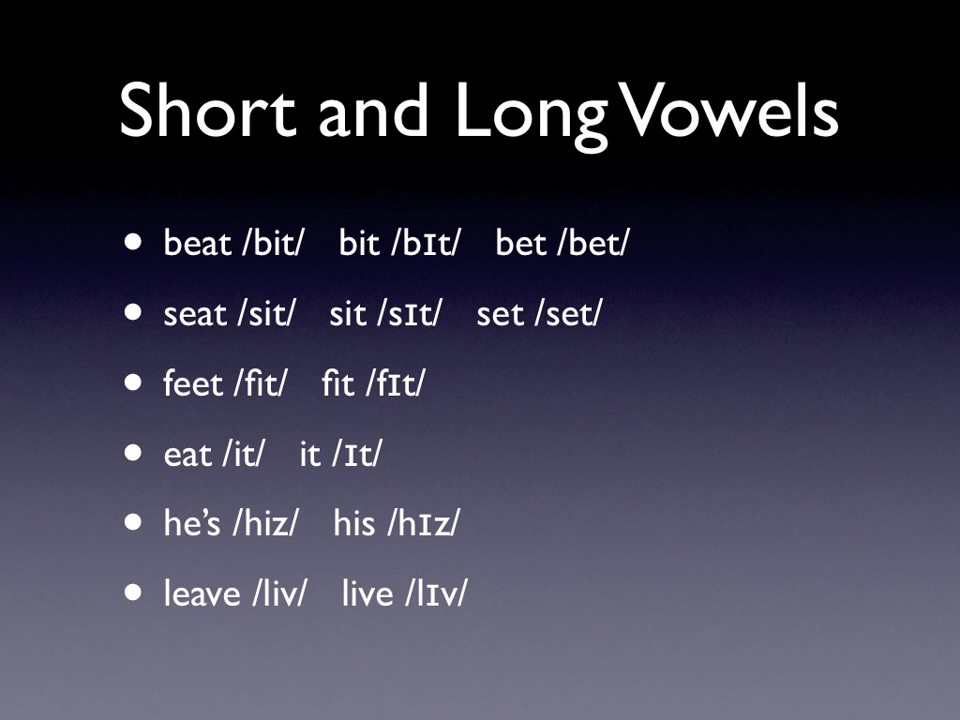 Short and Long Vowels
• beat /bit/ bit /bɪt/ bet /bet/
• seat /sit/ sit /sɪt/ set /set/
• feet /fit/ fit /fɪt/
• eat /it/ it /ɪt/
• he’s /hiz/ his /hɪz/
• leave /liv/ live /lɪv/